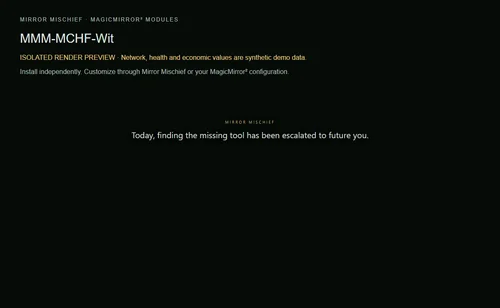 MIRROR MISCHIEF · MAGICMIRROR² MODULES
MMM-MCHF-Wit
ISOLATED RENDER PREVIEW · Network, health and economic values are synthetic demo data.
Install independently. Customize through Mirror Mischief or your MagicMirror² configuration.
MIRROR MISCHIEF
Today, finding the missing tool has been escalated to future you.